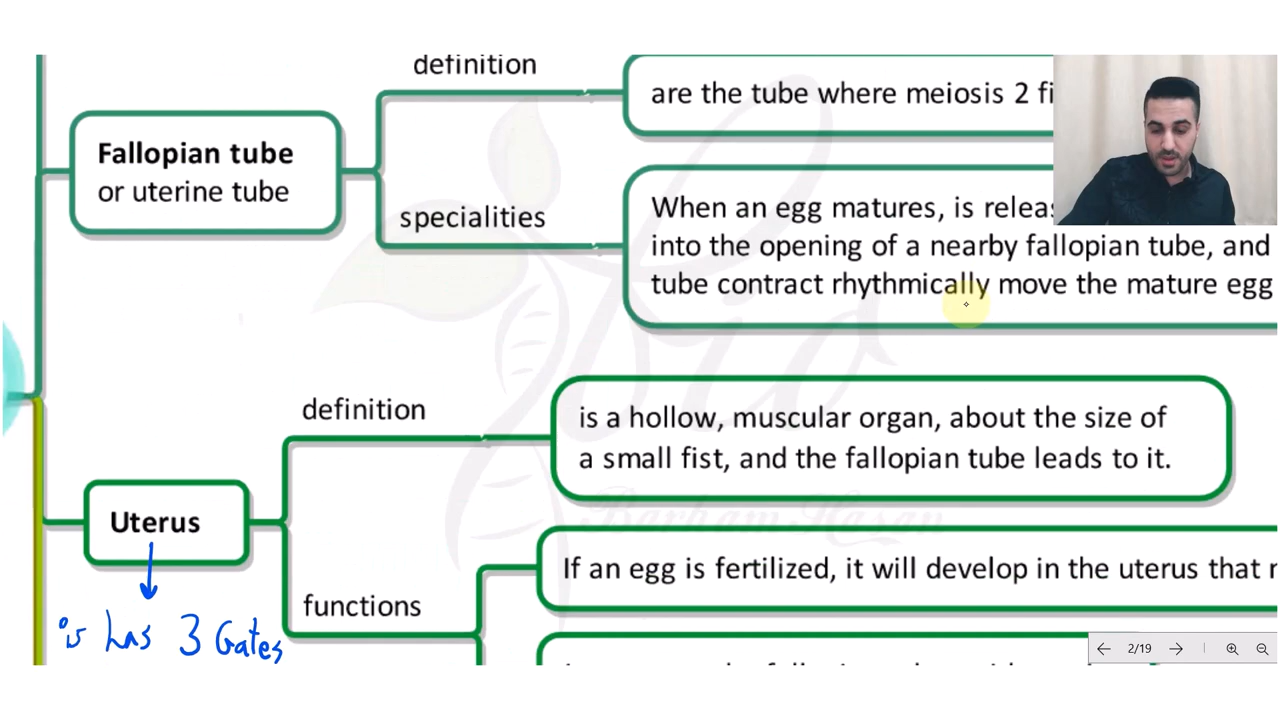 definition
are the tube where meiosis 2 fi
Fallopian tube
or uterine tube
specialities
When an egg matures, is releas
into the opening of a nearby fallopian tube, and
tube contract rhythmically move the mature egg
definition
is a hollow, muscular organ, about the size of
a small fist, and the fallopian tube leads to it.
Barham Hasan
Uterus
If an egg is fertilized, it will develop in the uterus that r
functions
has 3 Gates
2/19